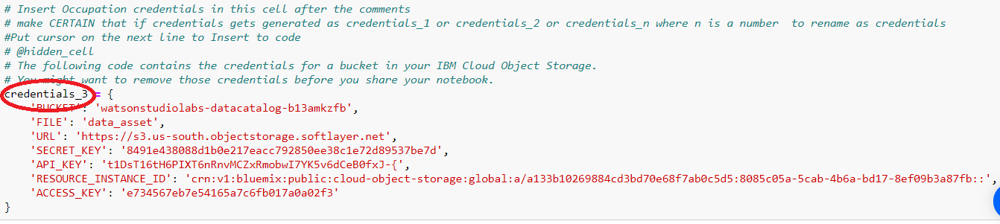 # Insert Occupation credentials in this cell after the comments
# make CERTAIN that if credentials gets generated as credentials_1 or credentials_2 or credentials_n where n is a number  to rename as credentials
#Put cursor on the next line to Insert to code
# @hidden_cell
# The following code contains the credentials for a bucket in your IBM Cloud Object Storage.
# You might want to remove those credentials before you share your notebook.
credentials_3 = {
    'BUCKET': 'watsonstudiolabs-datacatalog-b13amkzfb',
    'FILE': 'data_asset',
    'URL': 'https://s3.us-south.objectstorage.softlayer.net',
    'SECRET_KEY': '8491e438088d1b0e217eacc792850ee38c1e72d89537be7d',
    'API_KEY': 't1DsT16tH6PIXT6nRnvMCZxRmobwI7YK5v6dCeB0fxJ-{',
    'RESOURCE_INSTANCE_ID': 'crn:v1:bluemix:public:cloud-object-storage:global:a/a133b10269884cd3bd70e68f7ab0c5d5:8085c05a-5cab-4b6a-bd17-8ef09b3a87fb::',
    'ACCESS_KEY': 'e734567eb7e54165a7c6fb017a0a02f3'
}